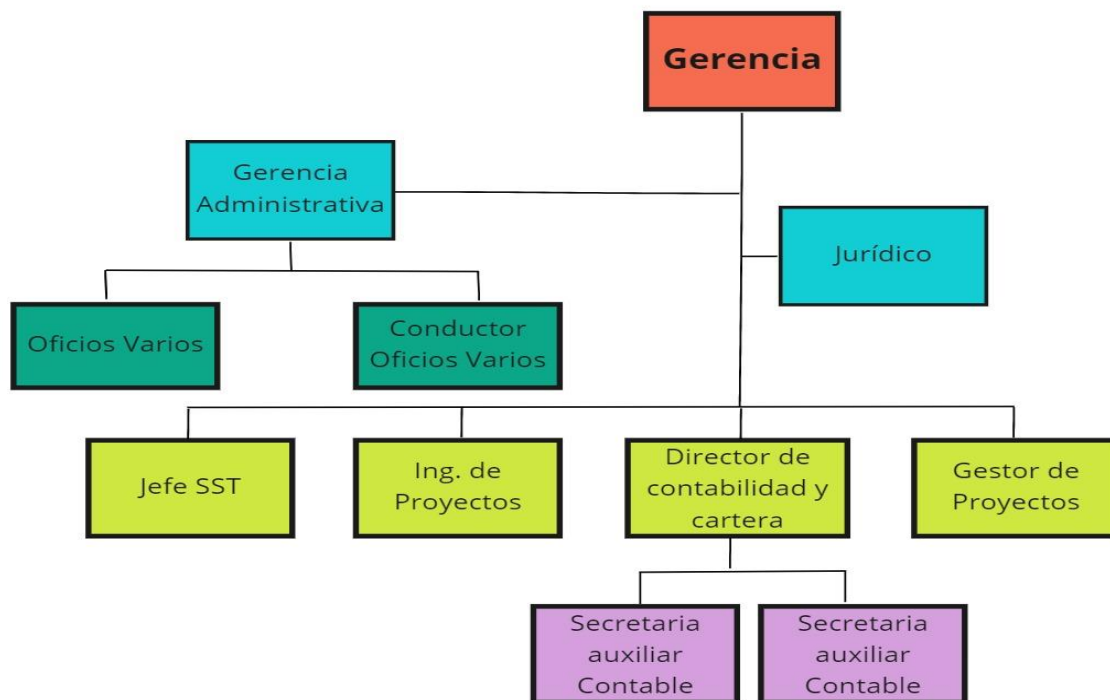 Gerencia
Gerencia
Administrativa
Jurídico
Oficios Varios
Conductor
Oficios Varios
Jefe SST
Ing. de
Proyectos
Director de
contabilidad y
cartera
Gestor de
Proyectos
Secretaria
auxiliar
Contable
Secretaria
auxiliar
Contable